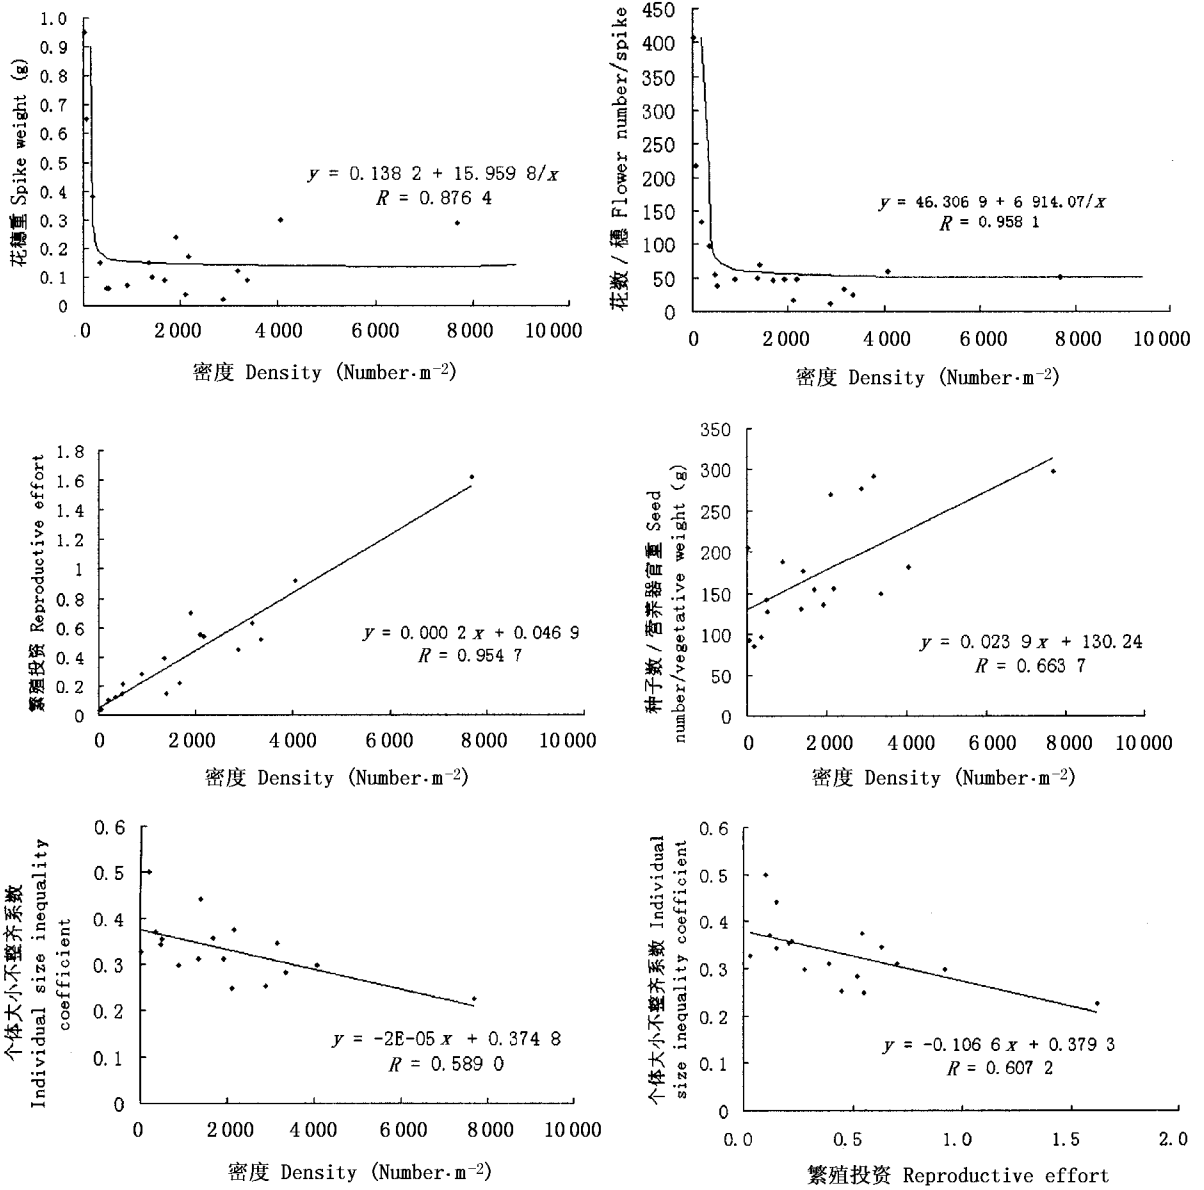 花穗重 Spike weight (g)
1.0
0.9
0.8
0.7
0.6
0.5
0.4
0.3
0.2
0.1
0
y = 0.138 2 + 15.959 8/x
R = 0.876 4
0 2 000 4 000 6 000 8 000 10 000
密度 Density (Number·m⁻²)
花数/穗 Flower number/spike
450
400
350
300
250
200
150
100
50
0
y = 46.306 9 + 6 914.07/x
R = 0.958 1
0 2 000 4 000 6 000 8 000 10 000
密度 Density (Number·m⁻²)
繁殖投资 Reproductive effort
1.8
1.6
1.4
1.2
1
0.8
0.6
0.4
0.2
0
y = 0.000 2 x + 0.046 9
R = 0.954 7
0 2 000 4 000 6 000 8 000 10 000
密度 Density (Number·m⁻²)
种子数/营养器官重 Seed
number/vegetative weight (g)
350
300
250
200
150
100
50
0
y = 0.023 9 x + 130.24
R = 0.663 7
0 2 000 4 000 6 000 8 000 10 000
密度 Density (Number·m⁻²)
个体大小不整齐系数
Individual size inequality
coefficient
0.6
0.5
0.4
0.3
0.2
0.1
0
y = -2E-05 x + 0.374 8
R = 0.589 0
0 2 000 4 000 6 000 8 000 10 000
密度 Density (Number·m⁻²)
个体大小不整齐系数 Individual
size inequality coefficient
0.6
0.5
0.4
0.3
0.2
0.1
0
y = -0.106 6 x + 0.379 3
R = 0.607 2
0.0 0.5 1.0 1.5 2.0
繁殖投资 Reproductive effort